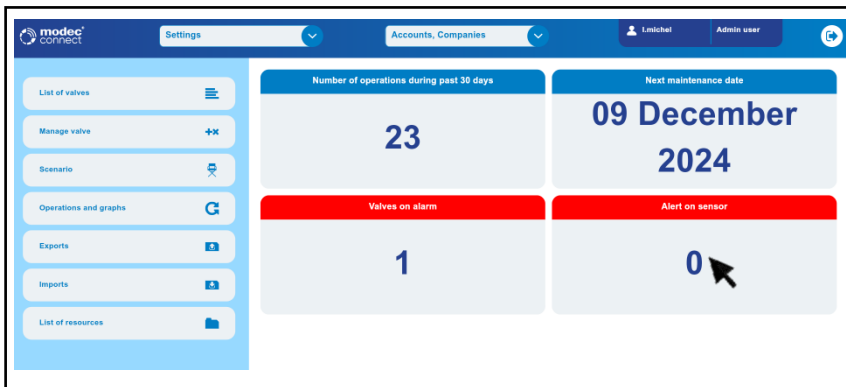 modec
connect
Settings
Accounts, Companies
l.michel
Admin user
List of valves
Manage valve
Scenario
Operations and graphs
Exports
Imports
List of resources
Number of operations during past 30 days
23
Next maintenance date
09 December
2024
Valves on alarm
1
Alert on sensor
0